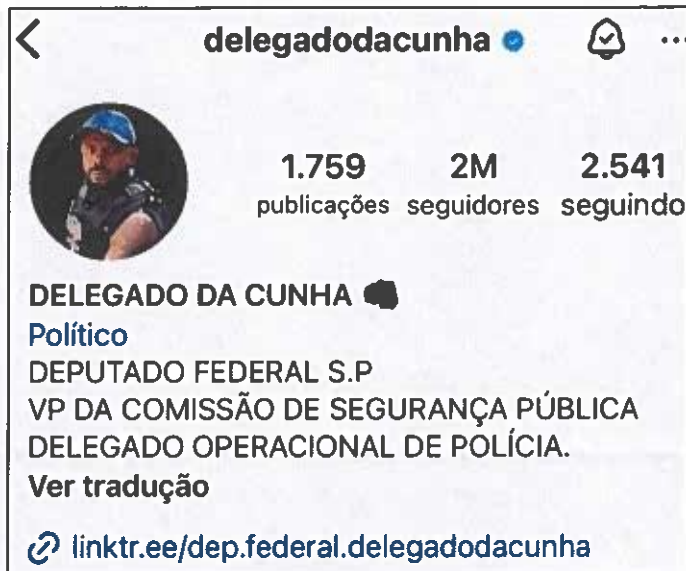 delegadodacunha
1.759 2M 2.541
publicações seguidores seguindo
DELEGADO DA CUNHA
Político
DEPUTADO FEDERAL S.P
VP DA COMISSÃO DE SEGURANÇA PÚBLICA
DELEGADO OPERACIONAL DE POLÍCIA.
Ver tradução
linktr.ee/dep.federal.delegadodacunha